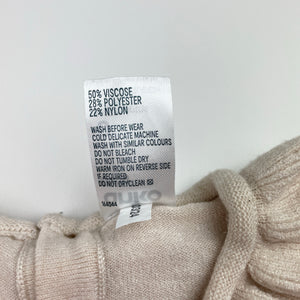 50% VISCOSE
28% POLYESTER
22% NYLON
WASH BEFORE WEAR
COLD DELICATE MACHINE
WASH WITH SIMILAR COLOURS
DO NOT BLEACH
DO NOT TUMBLE DRY
WARM IRON ON REVERSE
IF REQUIRED
DO NOT DRYCLEAN